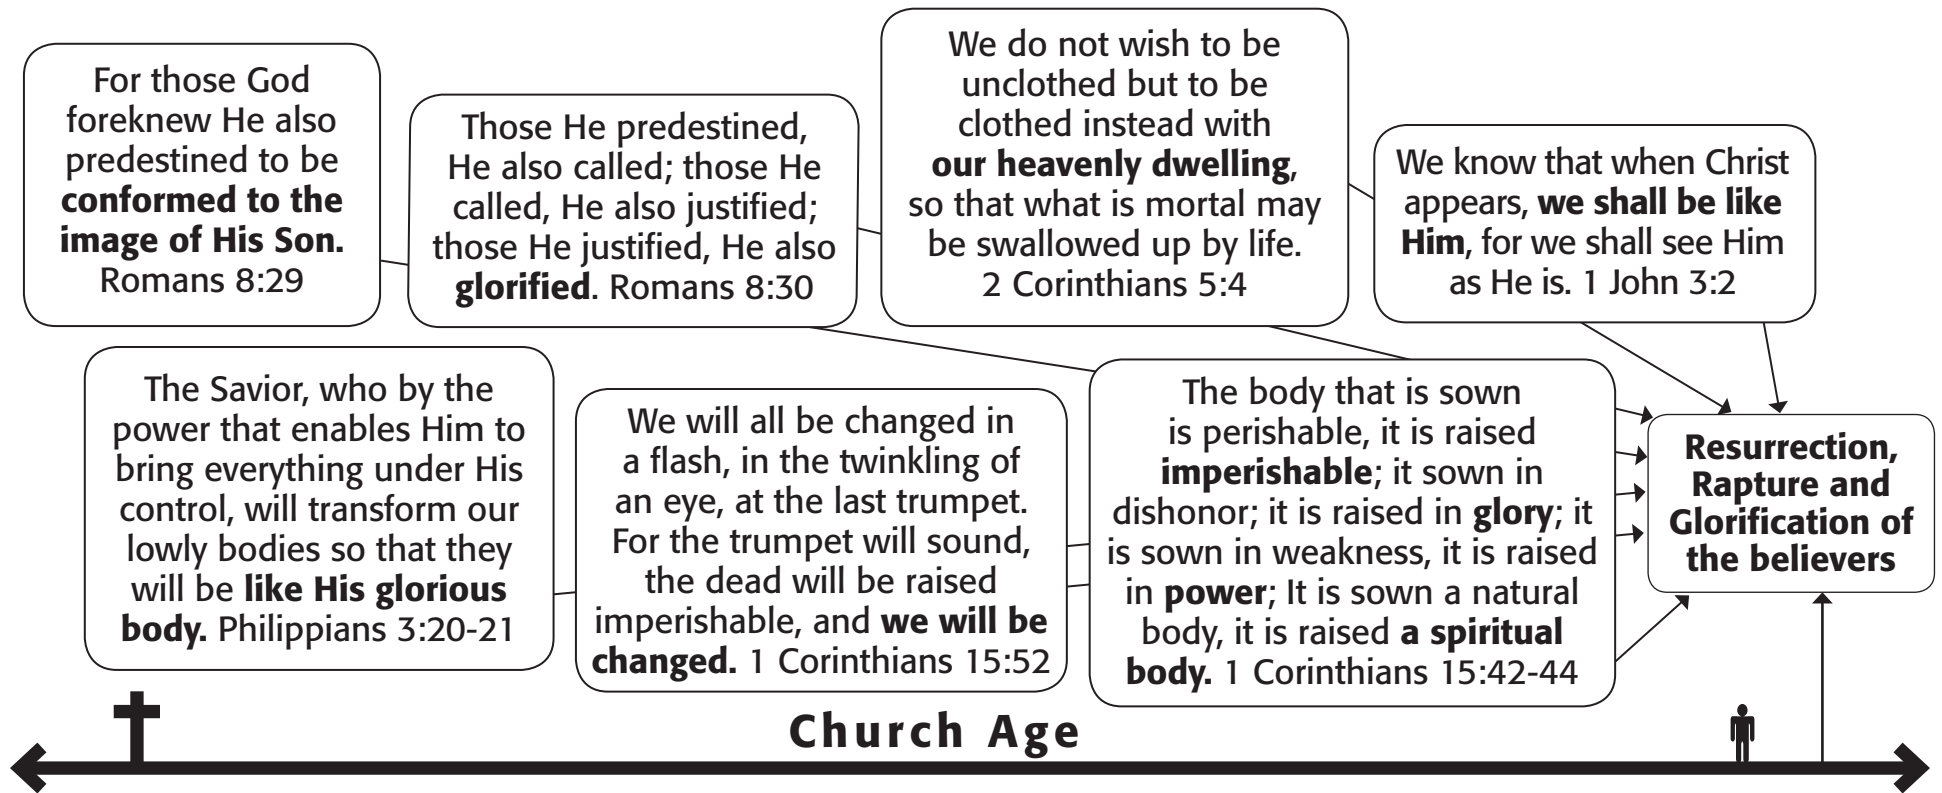 For those God
foreknew He also
predestined to be
conformed to the
image of His Son.
Romans 8:29
Those He predestined,
He also called; those He
called, He also justified;
those He justified, He also
glorified. Romans 8:30
We do not wish to be
unclothed but to be
clothed instead with
our heavenly dwelling,
so that what is mortal may
be swallowed up by life.
2 Corinthians 5:4
We know that when Christ
appears, we shall be like
Him, for we shall see Him
as He is. 1 John 3:2
The Savior, who by the
power that enables Him to
bring everything under His
control, will transform our
lowly bodies so that they
will be like His glorious
body. Philippians 3:20-21
We will all be changed in
a flash, in the twinkling of
an eye, at the last trumpet.
For the trumpet will sound,
the dead will be raised
imperishable, and we will be
changed. 1 Corinthians 15:52
The body that is sown
is perishable, it is raised
imperishable; it sown in
dishonor; it is raised in glory; it
is sown in weakness, it is raised
in power; It is sown a natural
body, it is raised a spiritual
body. 1 Corinthians 15:42-44
Resurrection,
Rapture and
Glorification of
the believers
Church Age